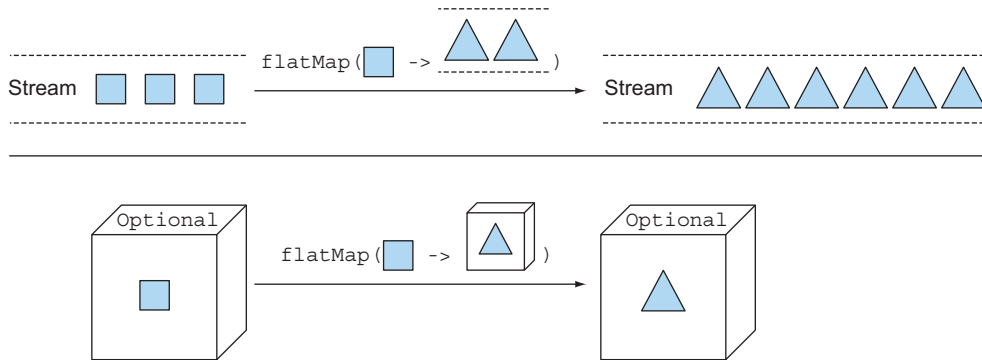 flatMap( -> )
Stream
Stream
Optional
Optional
flatMap( -> )